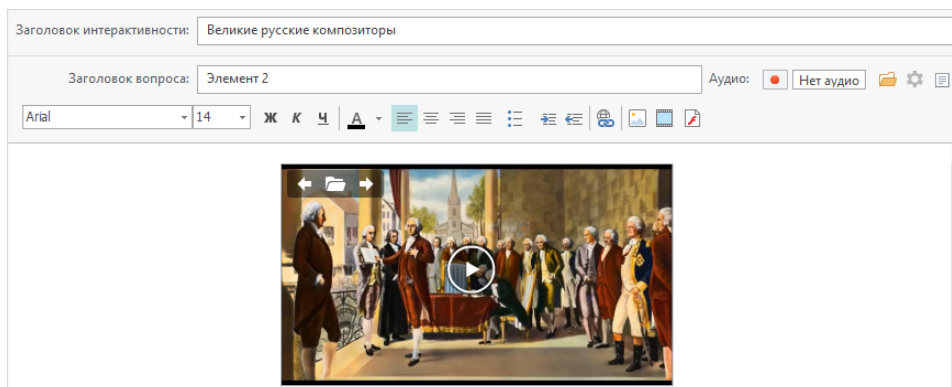 Заголовок интерактивности: Великие русские композиторы
Заголовок вопроса: Элемент 2 Аудио: Нет аудио
Arial 14 Ж К Ч А